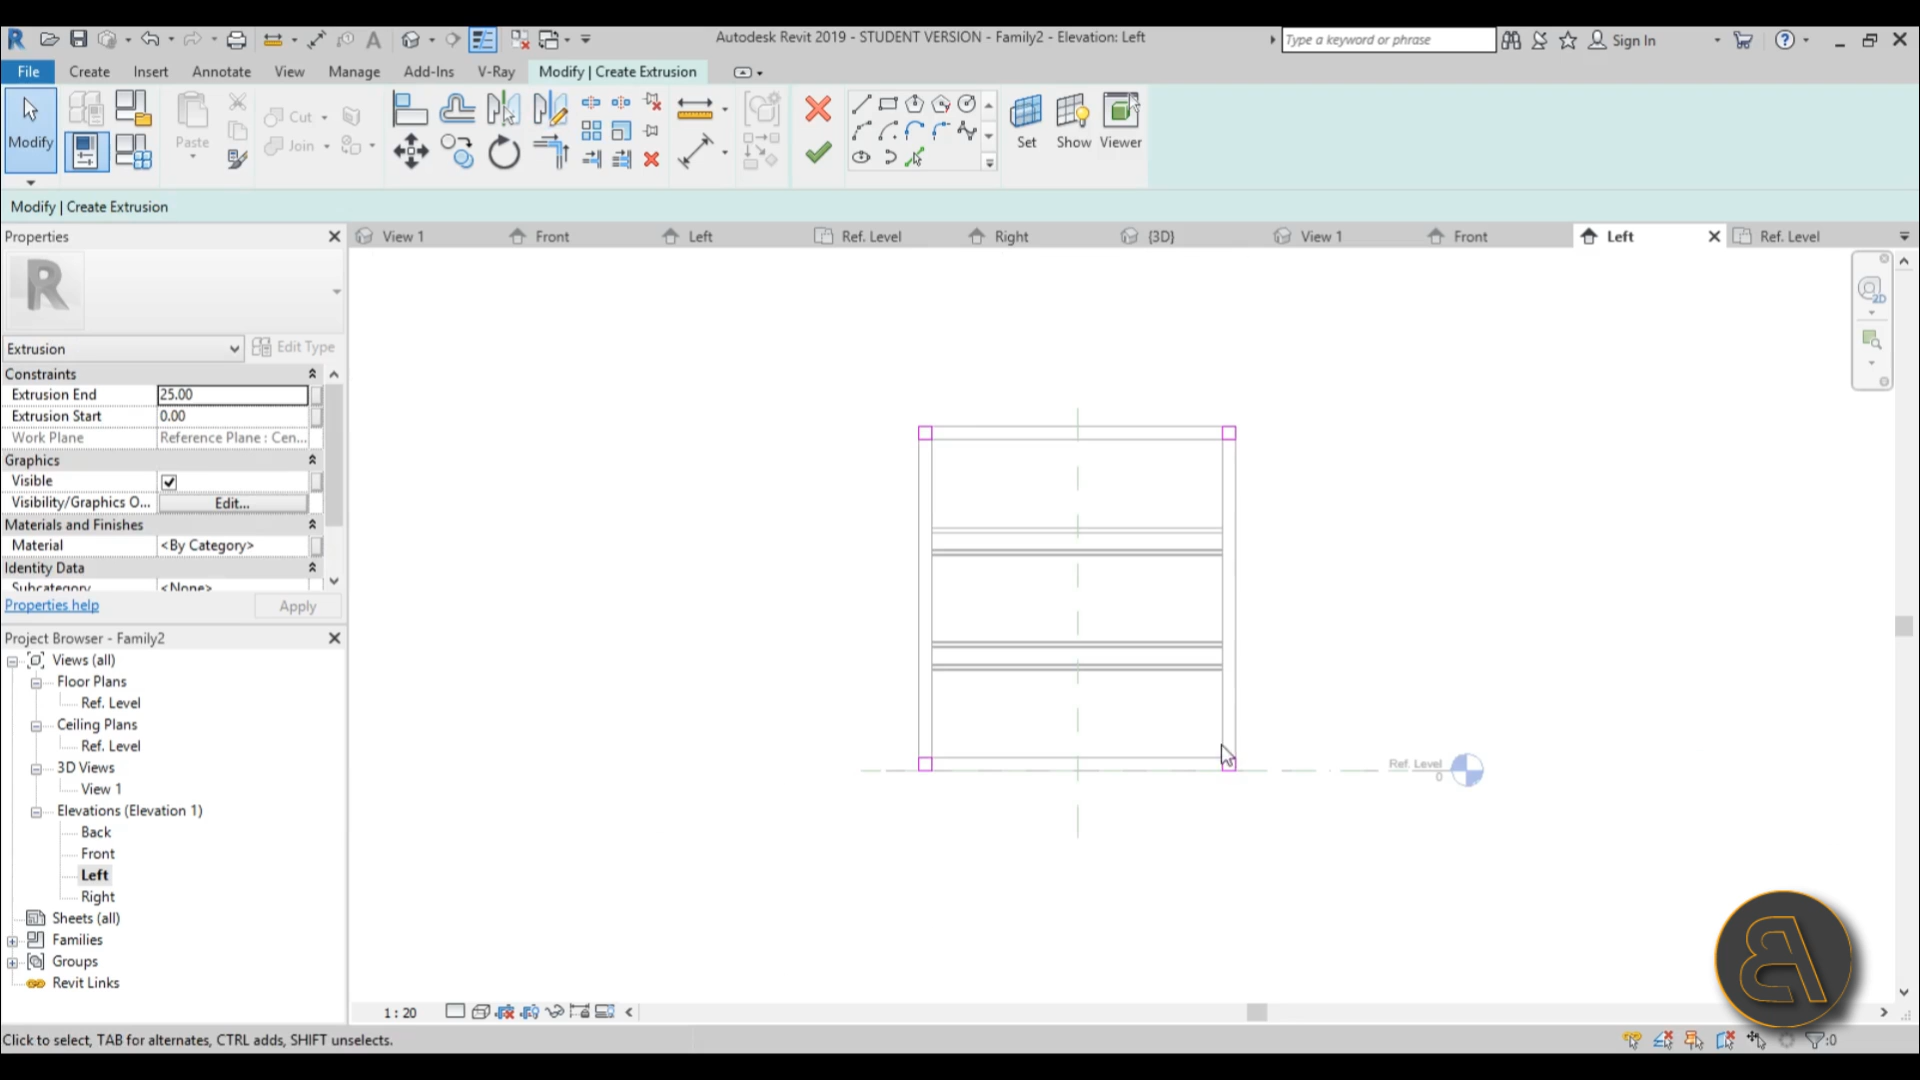 Autodesk Revit 2019 - STUDENT VERSION - Family2 - Elevation: Left
Type a keyword or phrase
Sign In
File Create Insert Annotate View Manage Add-Ins V-Ray Modify | Create Extrusion
Modify
Paste
Cut
Join
Set Show Viewer
Modify | Create Extrusion
Properties
View 1 Front Left Ref. Level Right {3D} View 1 Front Left Ref. Level
Extrusion Edit Type
Constraints
Extrusion End 25.00
Extrusion Start 0.00
Work Plane Reference Plane : Cen...
Graphics
Visible
Visibility/Graphics O... Edit...
Materials and Finishes
Material <By Category>
Identity Data
Subcategory <None>
Properties help Apply
Project Browser - Family2
Views (all)
Floor Plans
Ref. Level
Ceiling Plans
Ref. Level
3D Views
View 1
Elevations (Elevation 1)
Back
Front
Left
Right
Sheets (all)
Families
Groups
Revit Links
Ref. Level
0
2D
1 : 20
Click to select, TAB for alternates, CTRL adds, SHIFT unselects.
:0